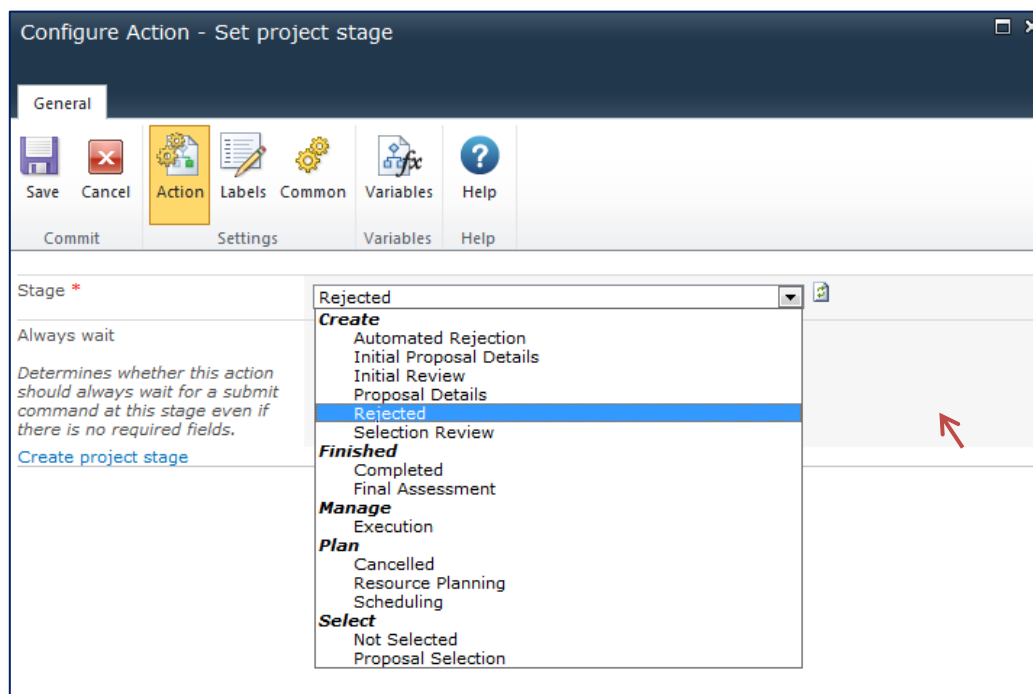 Configure Action - Set project stage
General
Save Cancel Action Labels Common Variables fx Help ?
Commit Settings Variables Help
Stage * Rejected
Always wait
Determines whether this action
should always wait for a submit
command at this stage even if
there is no required fields.
Create project stage
Create
Automated Rejection
Initial Proposal Details
Initial Review
Proposal Details
Rejected
Selection Review
Finished
Completed
Final Assessment
Manage
Execution
Plan
Cancelled
Resource Planning
Scheduling
Select
Not Selected
Proposal Selection